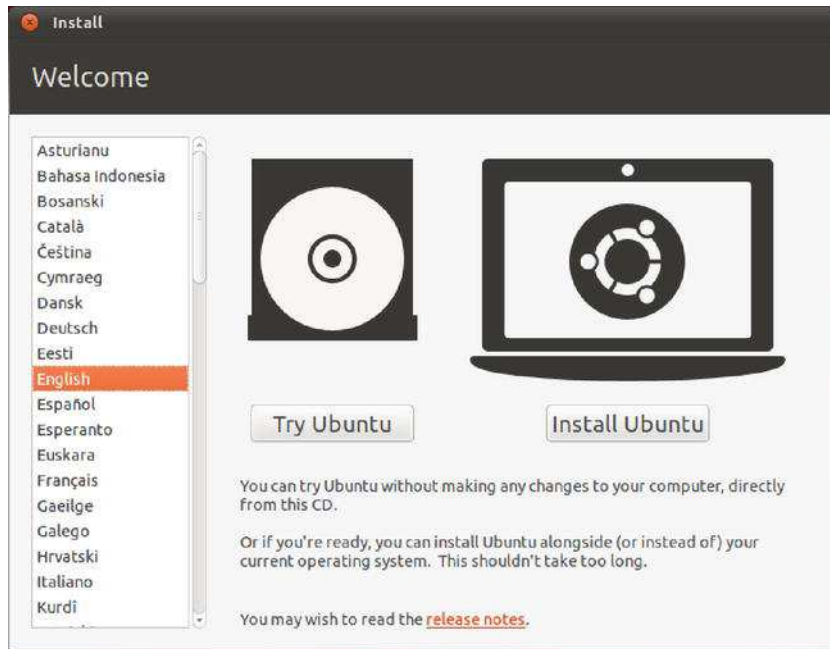 Install
Welcome
Asturianu
Bahasa Indonesia
Bosanski
Català
Čeština
Cymraeg
Dansk
Deutsch
Eesti
English
Español
Esperanto
Euskara
Français
Gaeilge
Galego
Hrvatski
Italiano
Kurdî
Try Ubuntu
Install Ubuntu
You can try Ubuntu without making any changes to your computer, directly
from this CD.
Or if you're ready, you can install Ubuntu alongside (or instead of) your
current operating system. This shouldn't take too long.
You may wish to read the release notes.